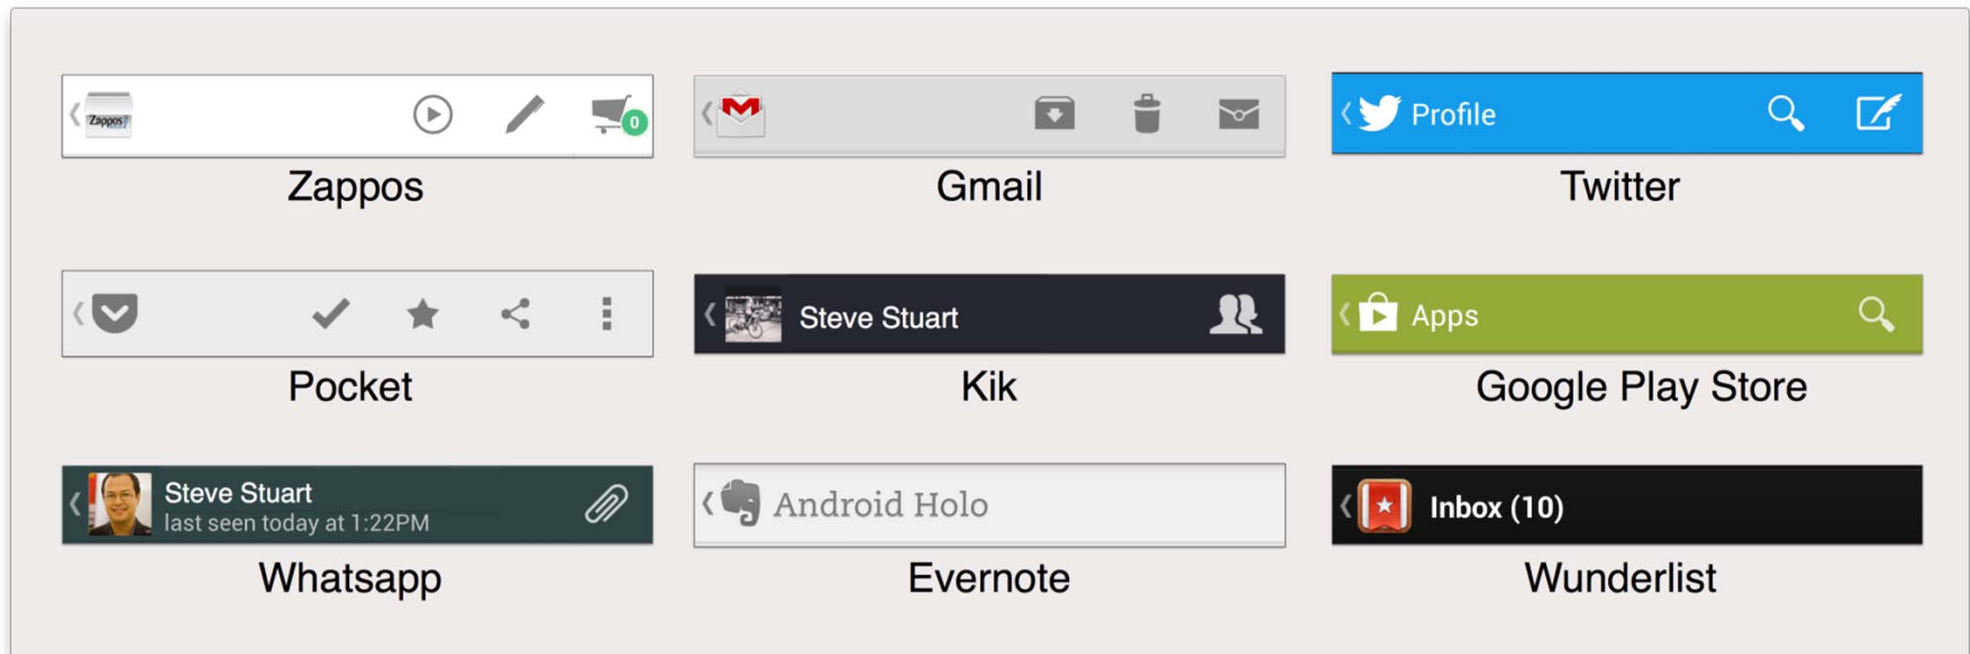 Zappos
0
Profile
Zappos
Gmail
Twitter
Steve Stuart
Apps
Pocket
Kik
Google Play Store
Steve Stuart
last seen today at 1:22PM
Android Holo
Inbox (10)
Whatsapp
Evernote
Wunderlist